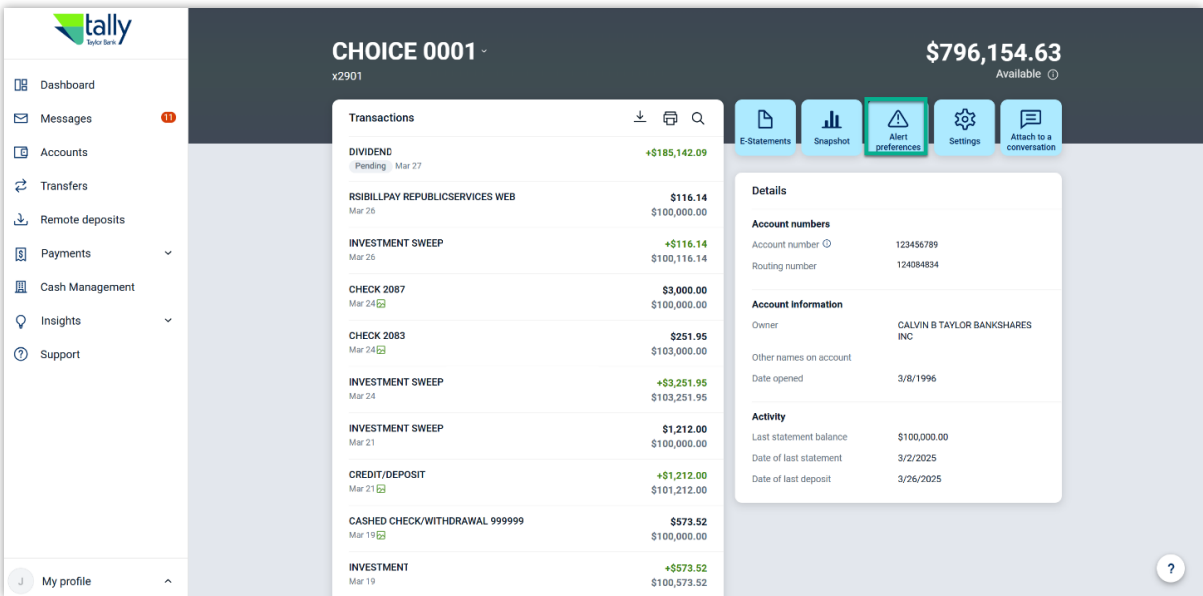 tally
Taylor Bank
Dashboard
Messages 11
Accounts
Transfers
Remote deposits
Payments
Cash Management
Insights
Support
J My profile
CHOICE 0001
x2901
$796,154.63
Available
Transactions
DIVIDEND +$185,142.09
Pending Mar 27
RSIBILLPAY REPUBLICSERVICES WEB $116.14
Mar 26 $100,000.00
INVESTMENT SWEEP +$116.14
Mar 26 $100,116.14
CHECK 2087 $3,000.00
Mar 24 $100,000.00
CHECK 2083 $251.95
Mar 24 $103,000.00
INVESTMENT SWEEP +$3,251.95
Mar 24 $103,251.95
INVESTMENT SWEEP $1,212.00
Mar 21 $100,000.00
CREDIT/DEPOSIT +$1,212.00
Mar 21 $101,212.00
CASHED CHECK/WITHDRAWAL 999999 $573.52
Mar 19 $100,000.00
INVESTMENT +$573.52
Mar 19 $100,573.52
E-Statements
Snapshot
Alert
preferences
Settings
Attach to a
conversation
Details
Account numbers
Account number 123456789
Routing number 124084834
Account information
Owner CALVIN B TAYLOR BANKSHARES
INC
Other names on account
Date opened 3/8/1996
Activity
Last statement balance $100,000.00
Date of last statement 3/2/2025
Date of last deposit 3/26/2025
?